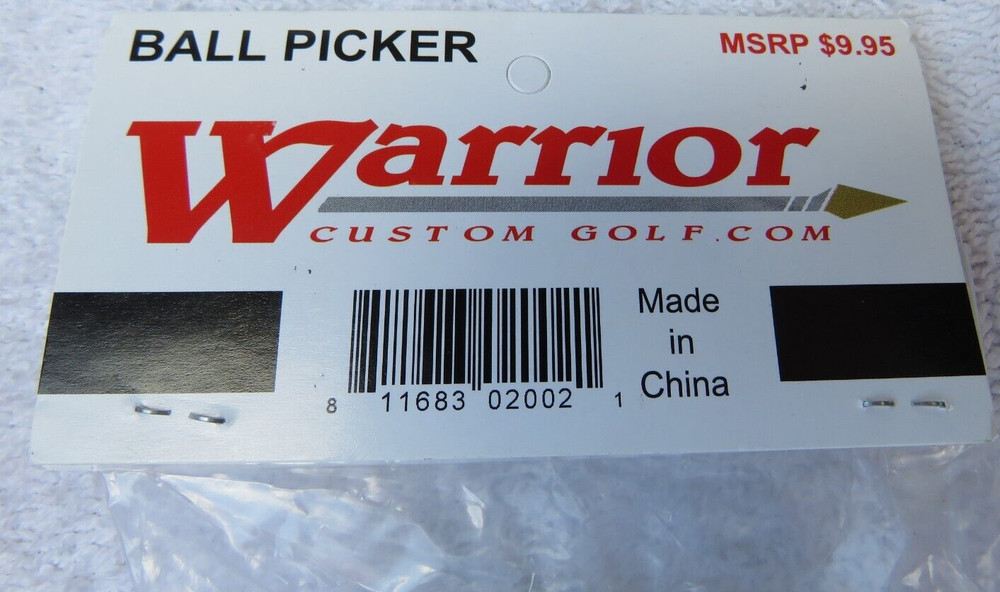 BALL PICKER
MSRP $9.95
Warrior
CUSTOM GOLF.COM
Made
in
China
8 11683 02002 1